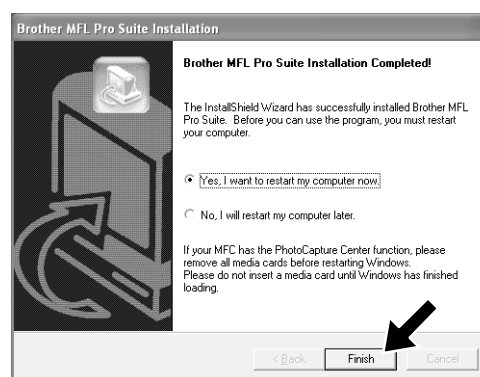 Brother MFL Pro Suite Installation
Brother MFL Pro Suite Installation Completed!
The InstallShield Wizard has successfully installed Brother MFL
Pro Suite. Before you can use the program, you must restart
your computer.
Yes, I want to restart my computer now.
No, I will restart my computer later.
If your MFC has the PhotoCapture Center function, please
remove all media cards before restarting Windows.
Please do not insert a media card until Windows has finished
loading.
< Back Finish Cancel